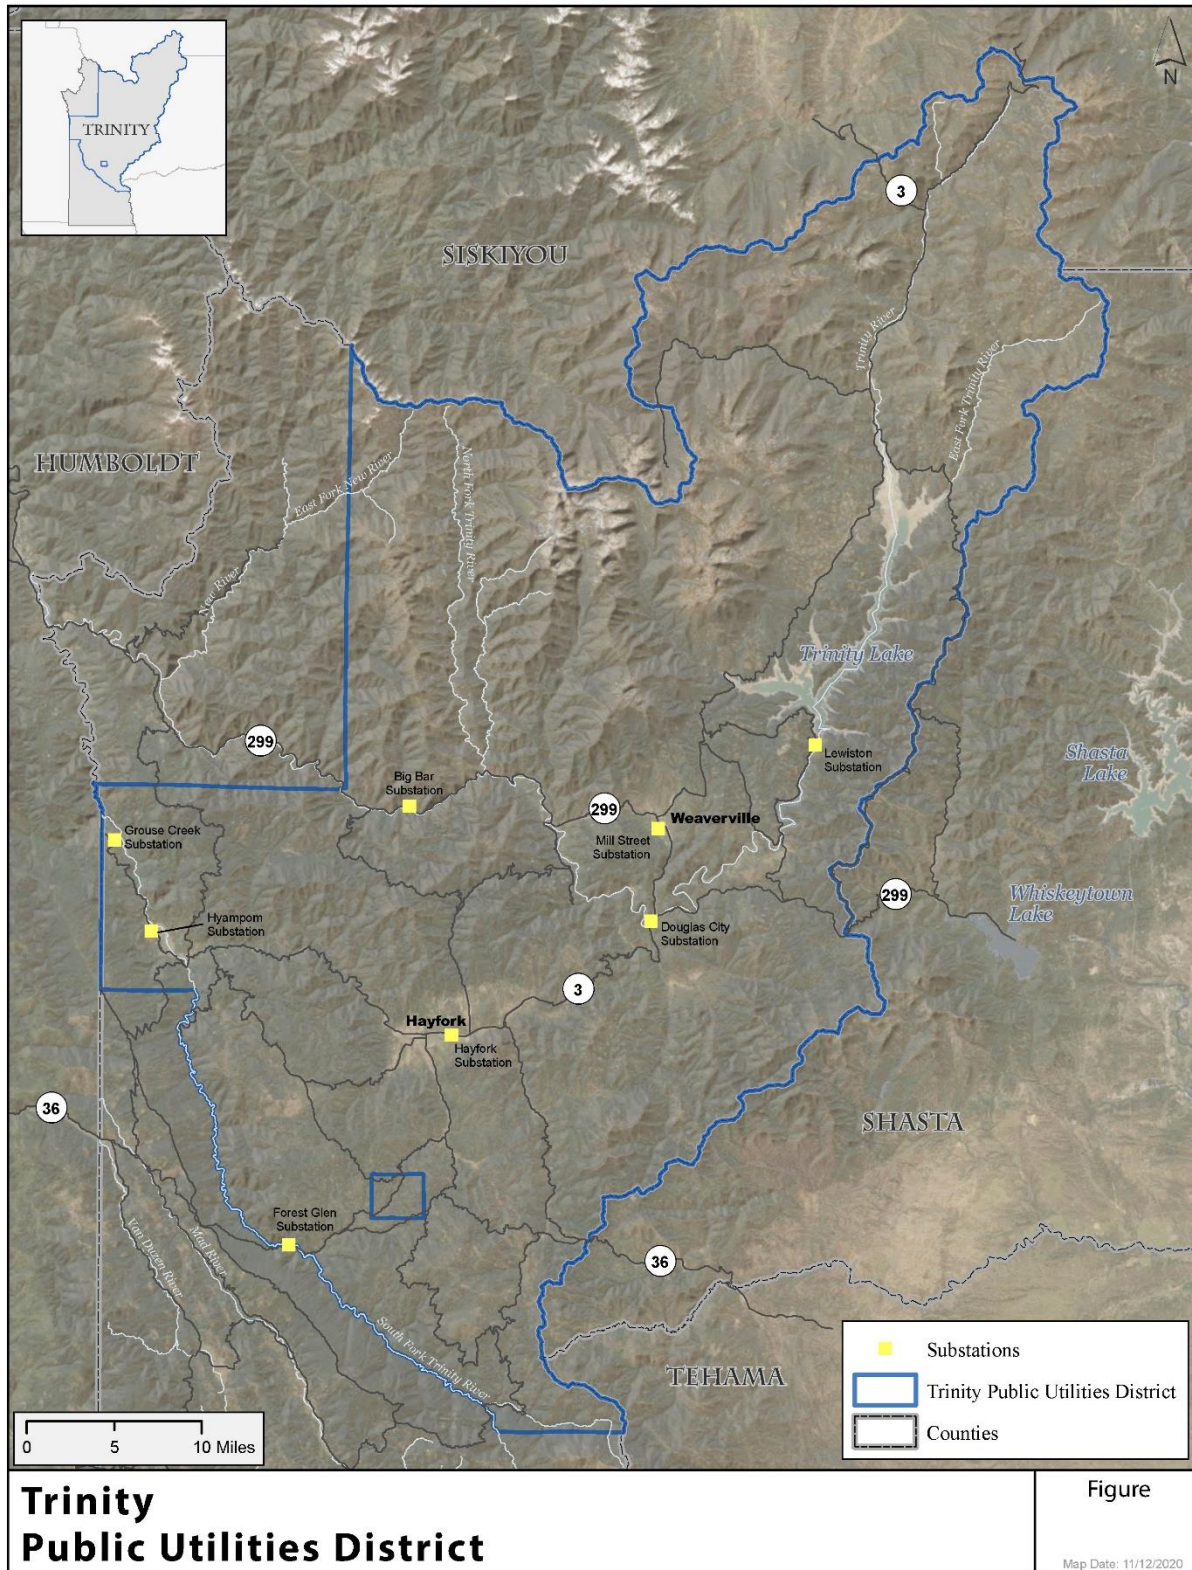 TRINITY
N
3
SISKIYOU
Trinity River
East Fork Trinity River
HUMBOLDT
North Fork Trinity River
East Fork New River
New River
Trinity Lake
299
Lewiston
Substation
Shasta
Lake
Big Bar
Substation
299
Weaverville
Mill Street
Substation
Grouse Creek
Substation
299
Whiskeytown
Lake
Hyampom
Substation
Douglas City
Substation
3
Hayfork
Hayfork
Substation
36
SHASTA
Forest Glen
Substation
Van Duzen River
Mad River
36
South Fork Trinity River
TEHAMA
Substations
Trinity Public Utilities District
Counties
0 5 10 Miles
Trinity
Public Utilities District
Figure
Map Date: 11/12/2020